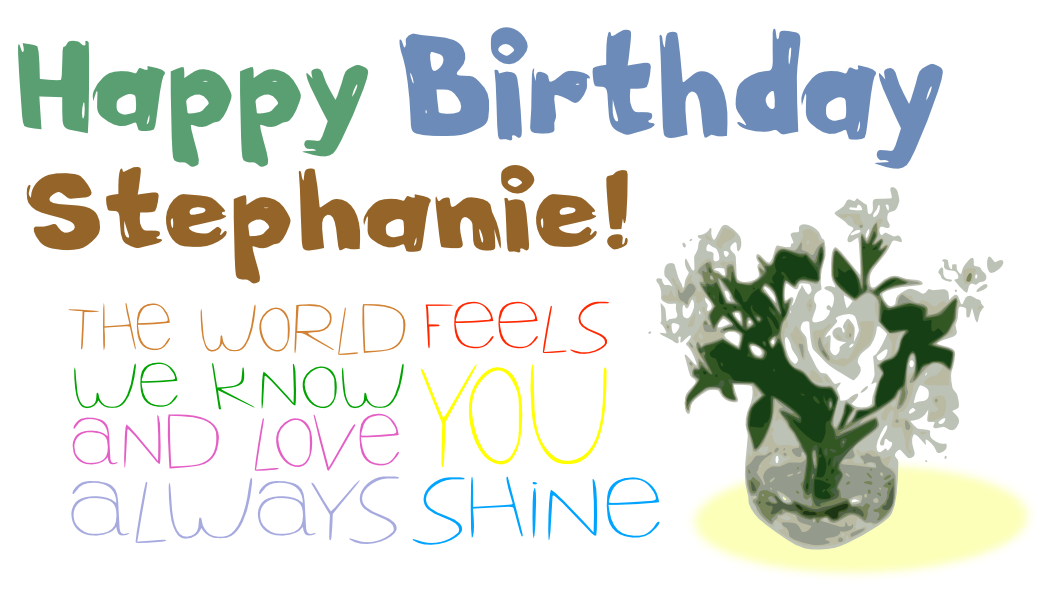 Happy Birthday
Stephanie!
THE WORLD FEELS
WE KNOW YOU
AND LOVE
ALWAYS SHINE